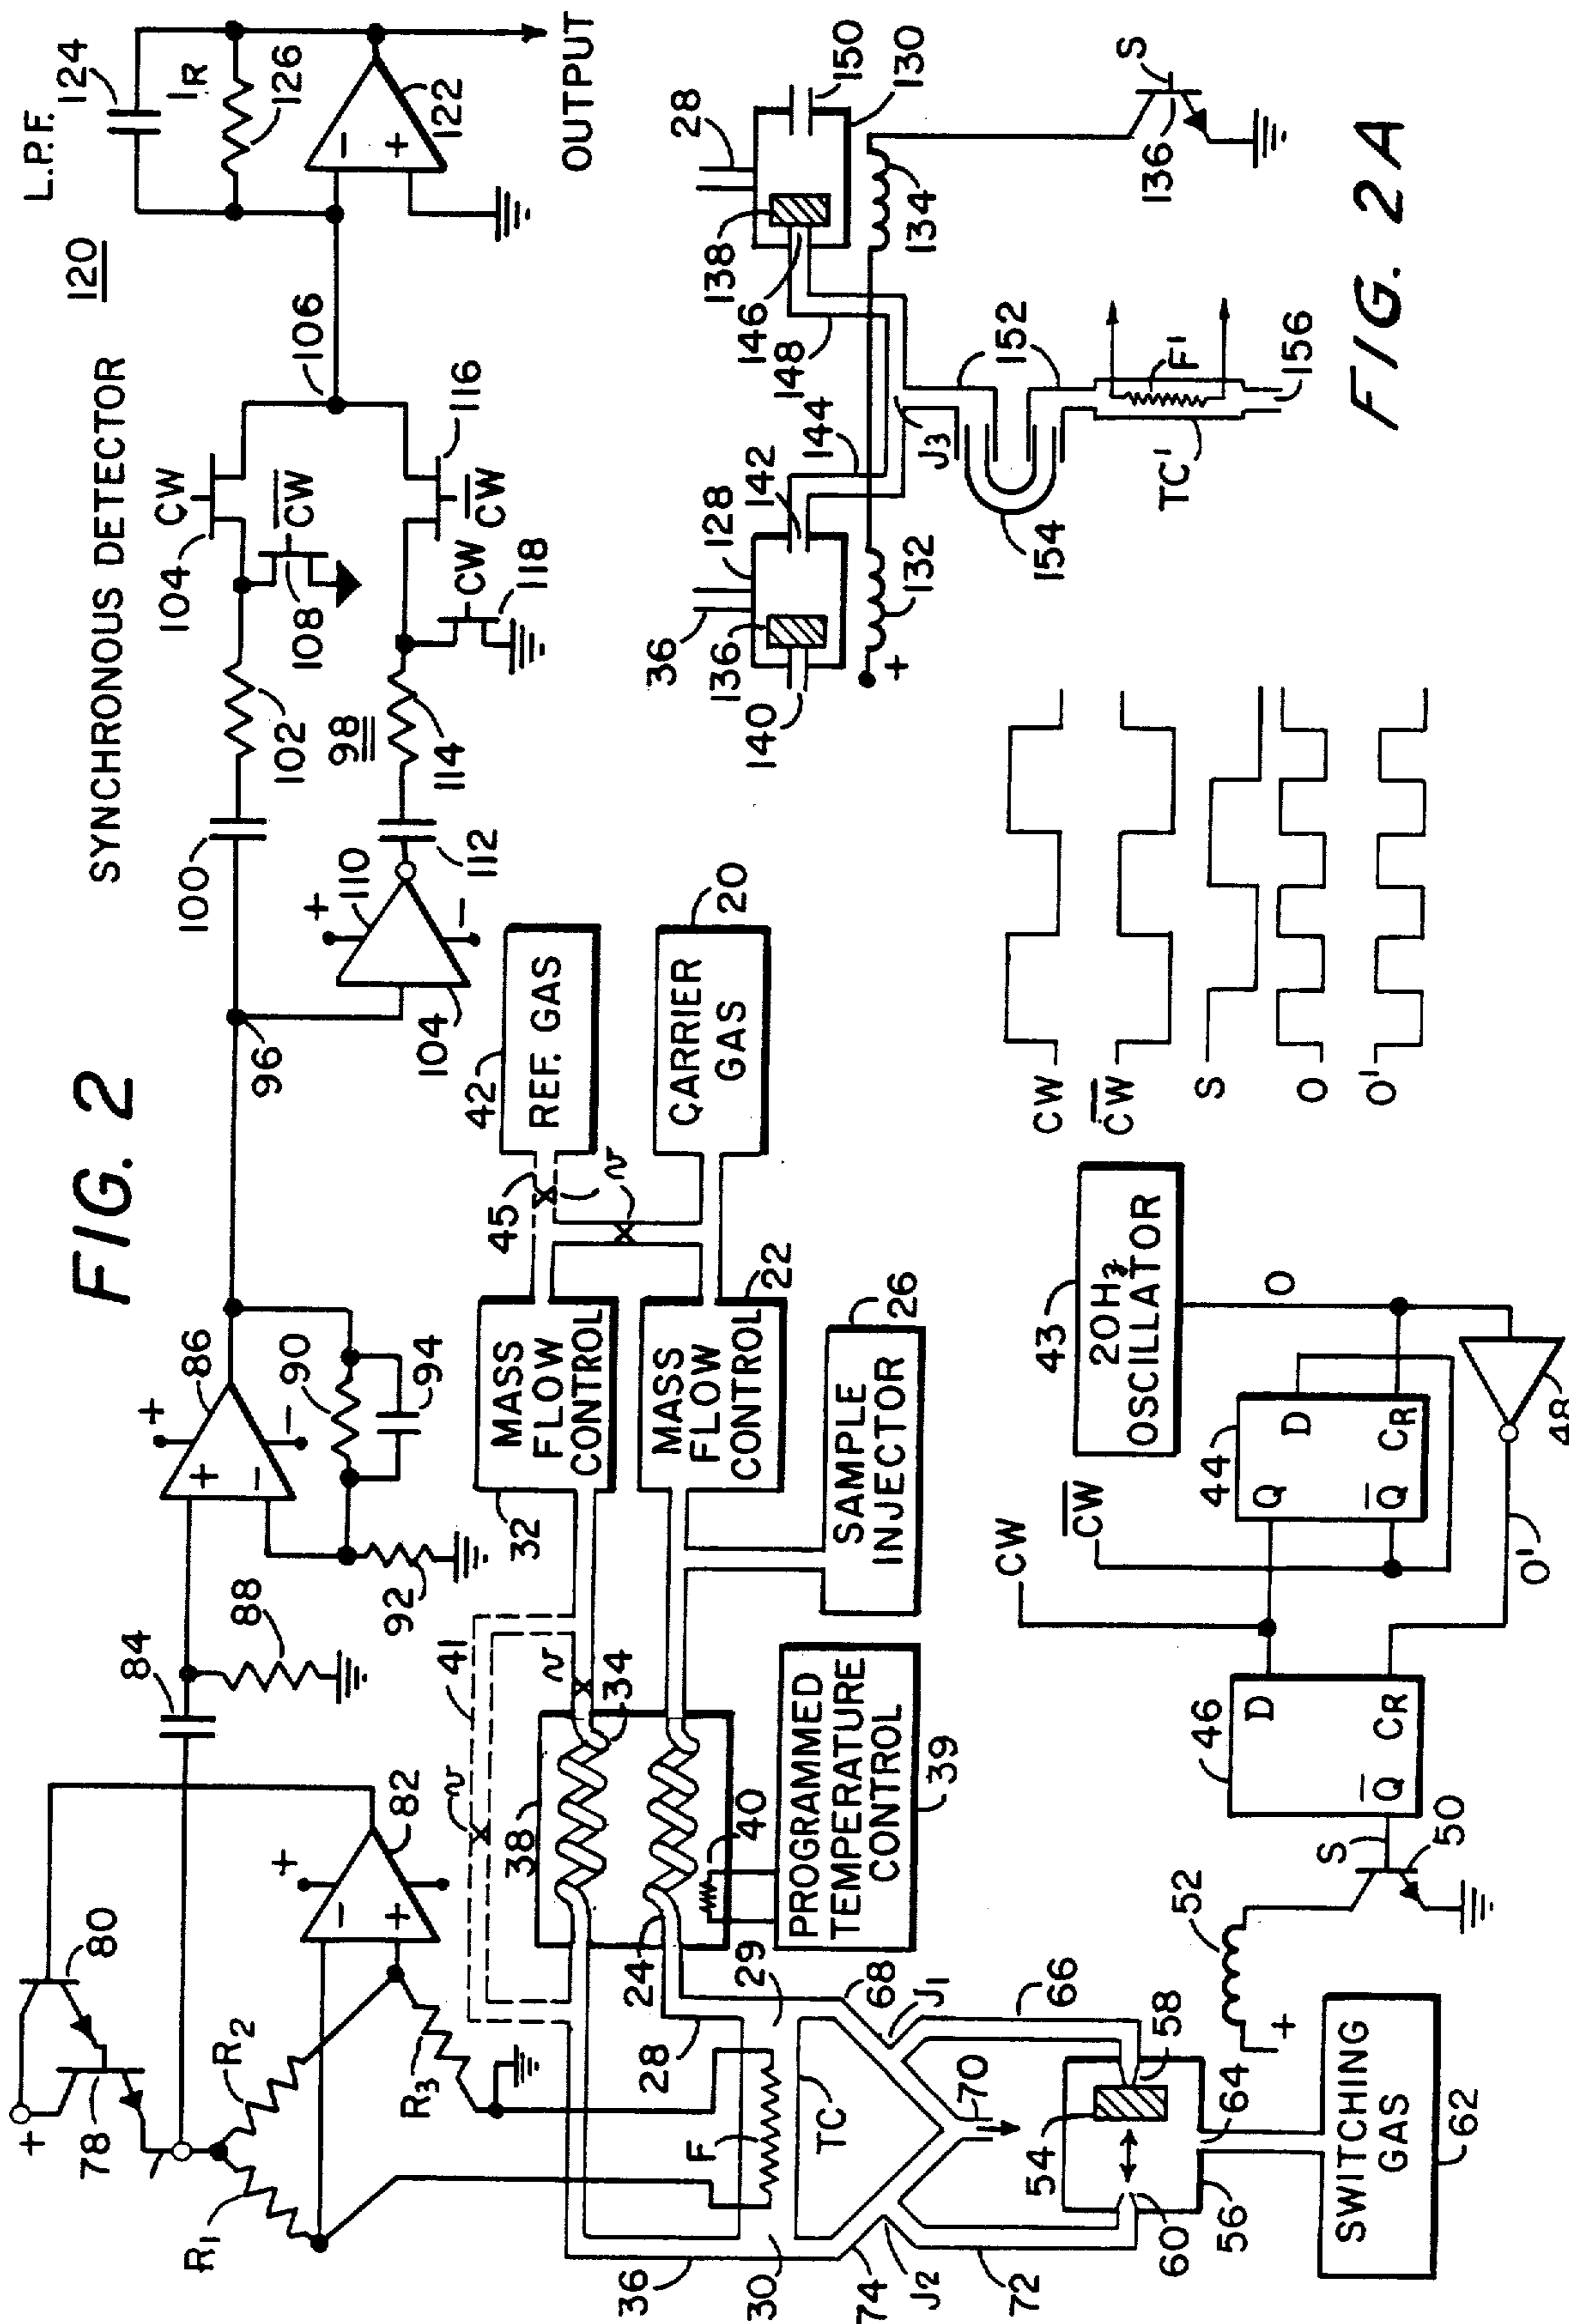 FIG. 2
SYNCHRONOUS DETECTOR
120
L.P.F.
124
IR
126
122
OUTPUT
106
CW
104
CW
108
102
100
98
114
116
CW
CW
118
112
110
+
−
104
96
86
+
−
+
−
90
94
92
88
84
80
+
78
R1
R2
R3
82
+
−
+
41
v
v
38
34
24
40
32
MASS
FLOW
CONTROL
MASS
FLOW
CONTROL
22
45
v
42
REF. GAS
CARRIER
GAS
20
SAMPLE
INJECTOR
26
PROGRAMMED
TEMPERATURE
CONTROL
39
36
30
F
TC
28
29
68
J1
66
70
74
J2
72
54
58
60
64
56
SWITCHING
GAS
62
52
+
S
50
46
D
Q
CR
CW
CW
44
Q
D
Q
CR
43
20Hz
OSCILLATOR
O
48
O'
CW
CW
S
O
O'
FIG. 2A
36
128
136
140
142
144
132
+
28
138
146
148
150
130
134
S
136
J3
152
154
F'
TC'
156